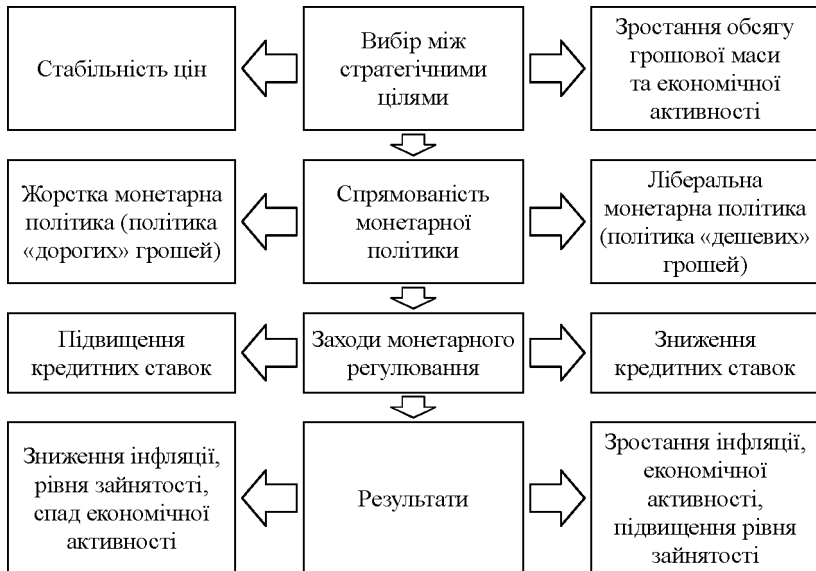 Стабільність цін
Вибір між
стратегічними
цілями
Зростання обсягу
грошової маси
та економічної
активності
Жорстка монетарна
політика (політика
«дорогих» грошей)
Спрямованість
монетарної
політики
Ліберальна
монетарна політика
(політика «дешевих»
грошей)
Підвищення
кредитних ставок
Заходи монетарного
регулювання
Зниження
кредитних ставок
Зниження інфляції,
рівня зайнятості,
спад економічної
активності
Результати
Зростання інфляції,
економічної
активності,
підвищення рівня
зайнятості